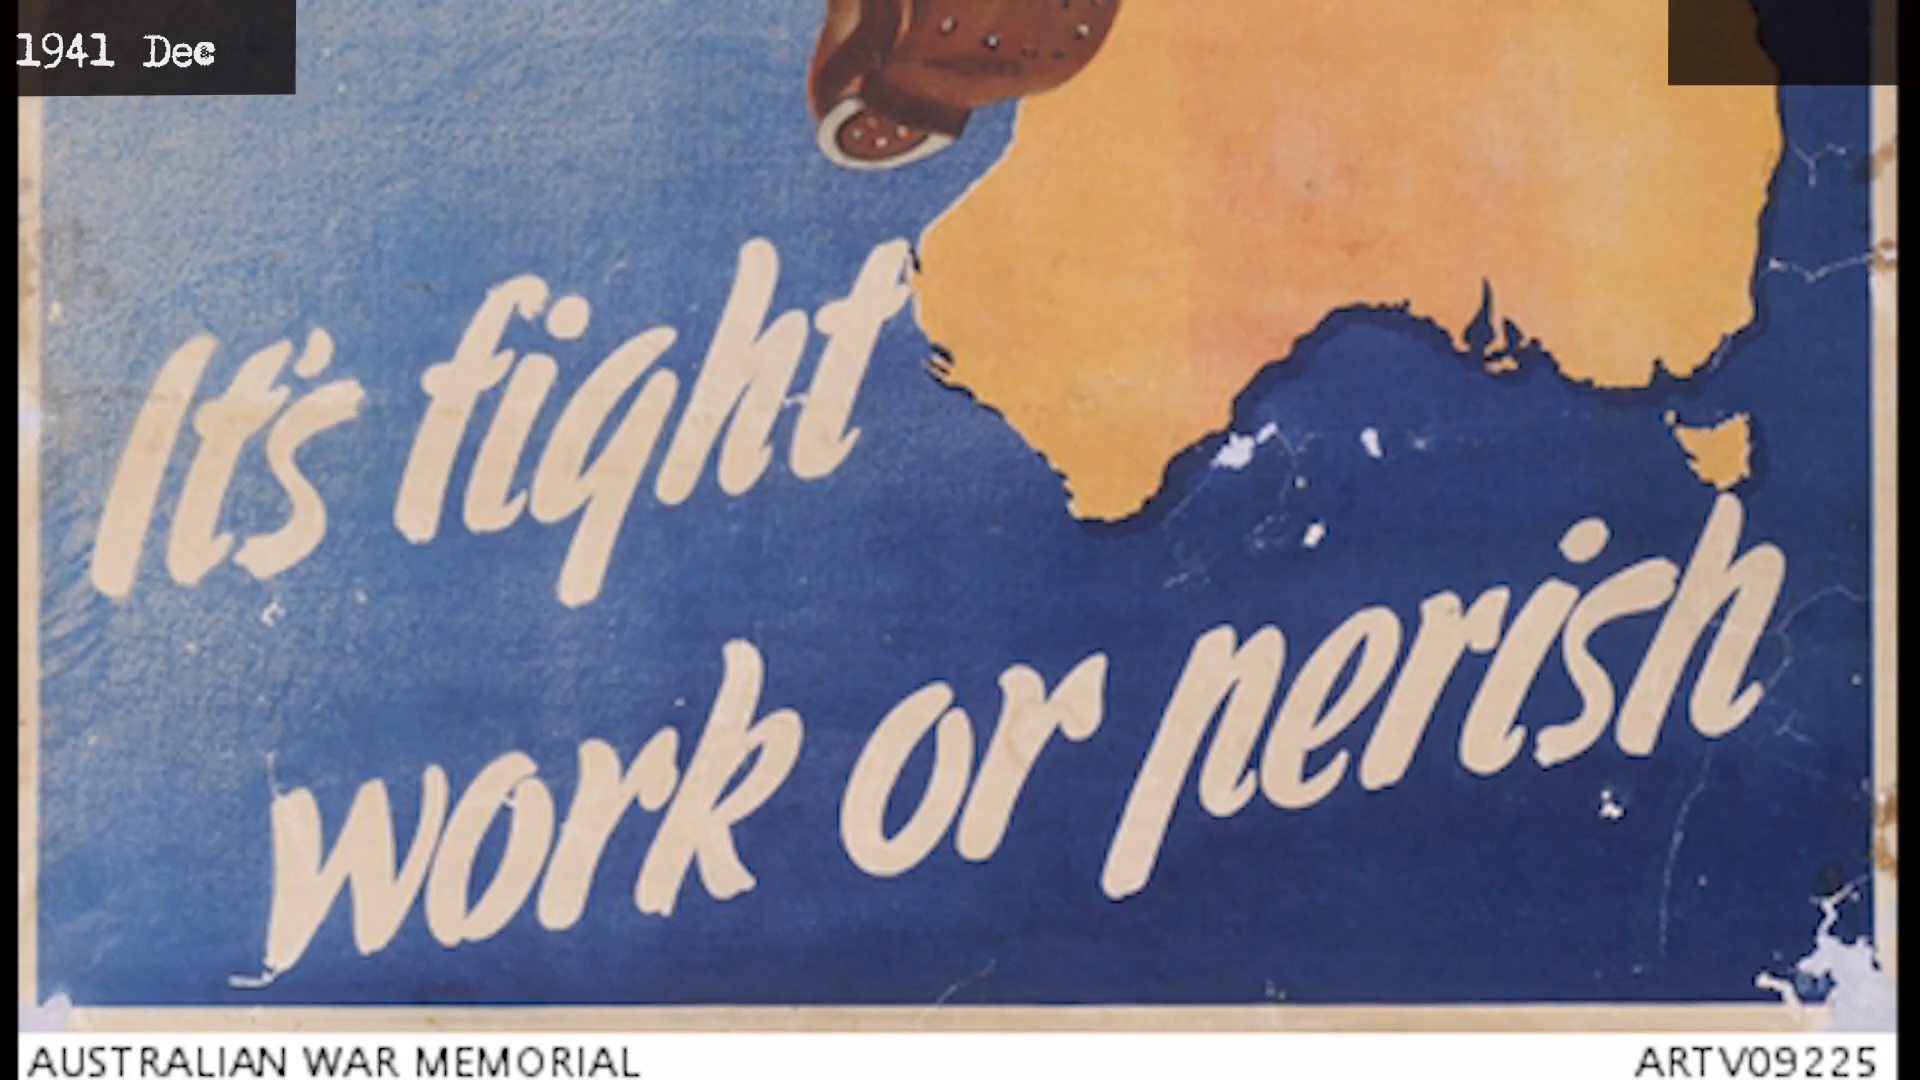 1941 Dec
It's fight
work or perish
AUSTRALIAN WAR MEMORIAL ARTV09225